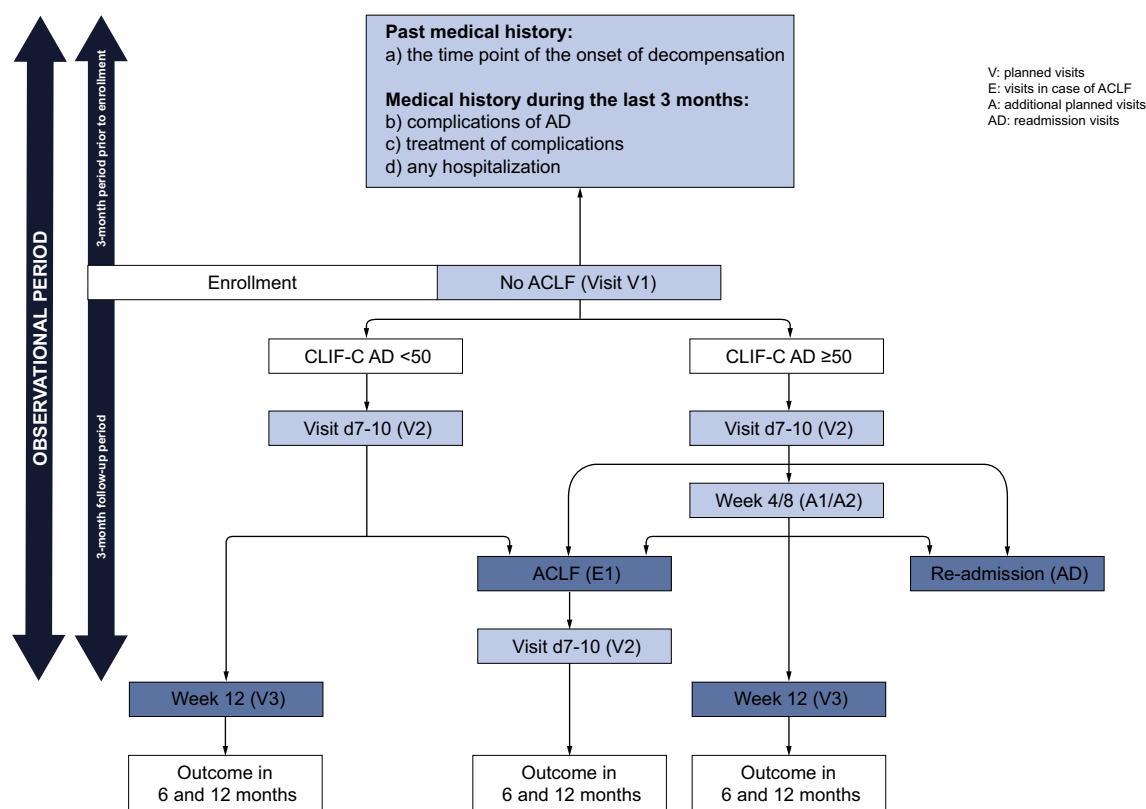 Past medical history:
a) the time point of the onset of decompensation
Medical history during the last 3 months:
b) complications of AD
c) treatment of complications
d) any hospitalization
V: planned visits
E: visits in case of ACLF
A: additional planned visits
AD: readmission visits
OBSERVATIONAL PERIOD
3-month period prior to enrollment
3-month follow-up period
Enrollment
No ACLF (Visit V1)
CLIF-C AD <50
CLIF-C AD ≥50
Visit d7-10 (V2)
Visit d7-10 (V2)
Week 4/8 (A1/A2)
ACLF (E1)
Re-admission (AD)
Visit d7-10 (V2)
Week 12 (V3)
Week 12 (V3)
Outcome in
6 and 12 months
Outcome in
6 and 12 months
Outcome in
6 and 12 months